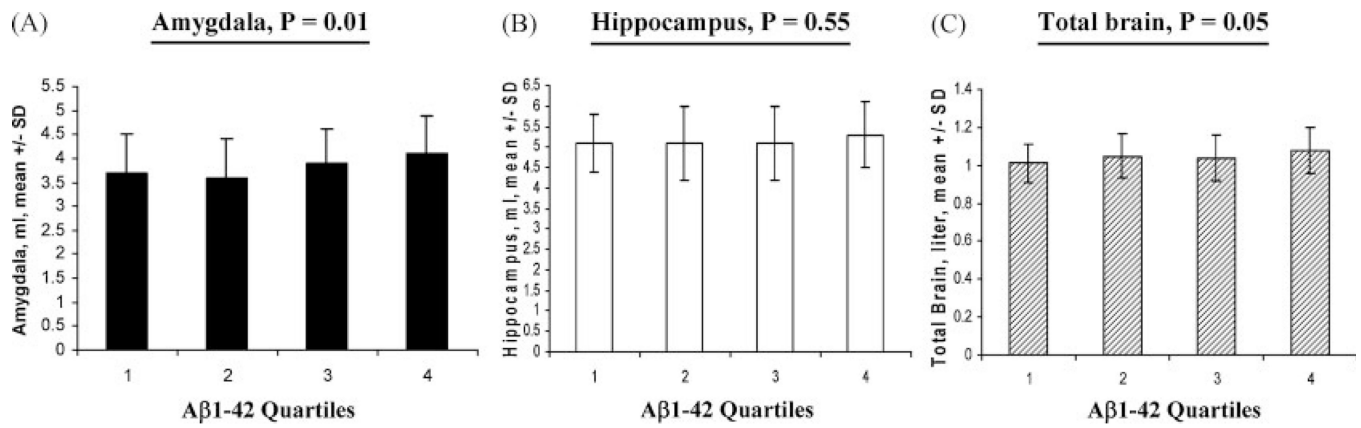 (A) Amygdala, P = 0.01
Amygdala, ml, mean +/- SD
5.5
5
4.5
4
3.5
3
2.5
2
1.5
1
0.5
0
1 2 3 4
Aβ1-42 Quartiles
(B) Hippocampus, P = 0.55
Hippocampus, ml, mean +/- SD
6.5
6
5.5
5
4.5
4
3.5
3
2.5
2
1.5
1
0.5
0
1 2 3 4
Aβ1-42 Quartiles
(C) Total brain, P = 0.05
Total Brain, liter, mean +/- SD
1.4
1.2
1
0.8
0.6
0.4
0.2
0
1 2 3 4
Aβ1-42 Quartiles